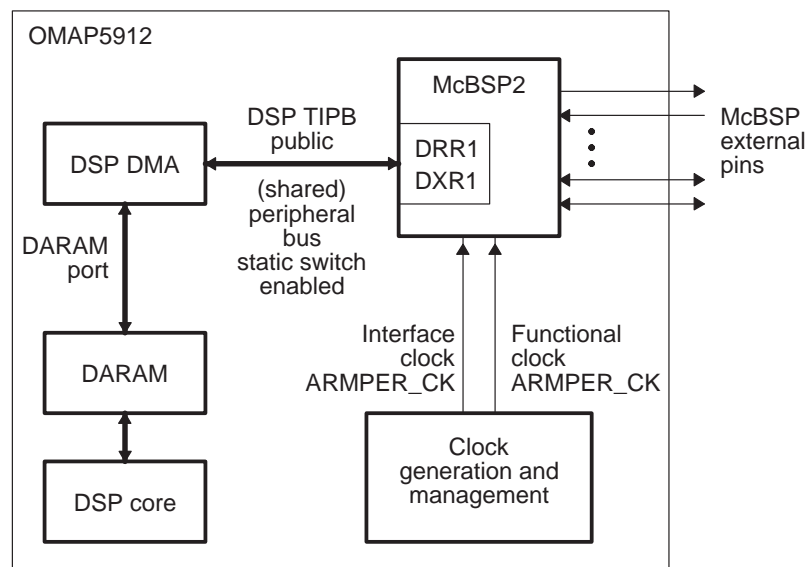 OMAP5912
McBSP2
DSP TIPB
public
McBSP
external
pins
DRR1
DXR1
DSP DMA
(shared)
peripheral
bus
static switch
enabled
DARAM
port
Interface
clock
ARMPER_CK
Functional
clock
ARMPER_CK
DARAM
Clock
generation and
management
DSP core